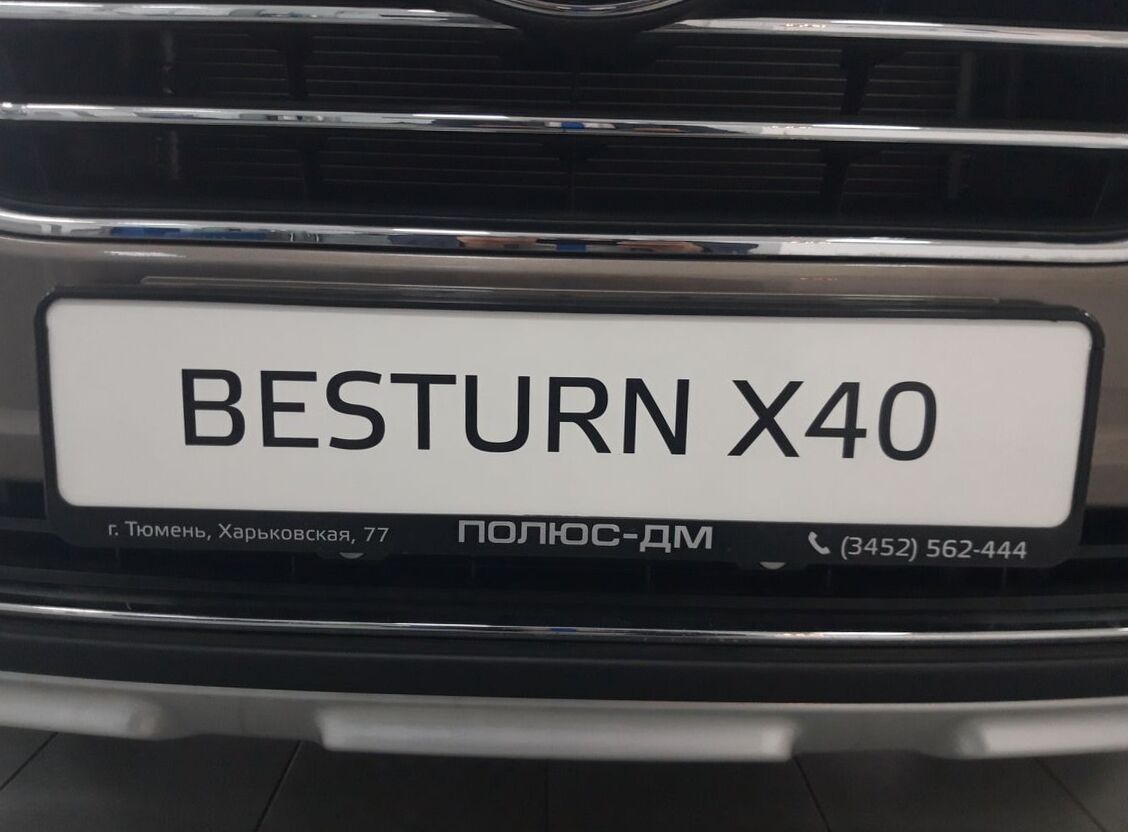 BESTURN X40
г. Тюмень, Харьковская, 77 ПОЛЮС-ДМ (3452) 562-444